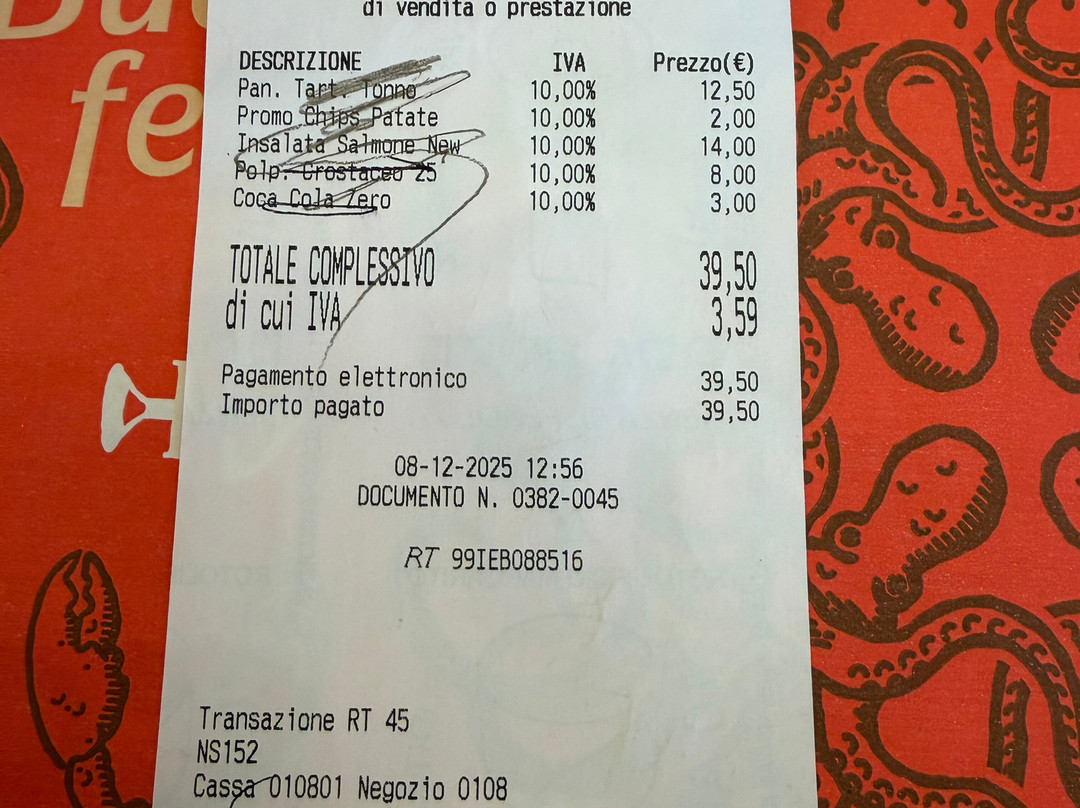 di vendita o prestazione
fe
DESCRIZIONE IVA Prezzo(€)
Pan. Tart. Tonno 10,00% 12,50
Promo Chips Patate 10,00% 2,00
Insalata Salmone New 10,00% 14,00
Polp. Crostaceo 25 10,00% 8,00
Coca Cola Zero 10,00% 3,00
TOTALE COMPLESSIVO 39,50
di cui IVA 3,59
Pagamento elettronico 39,50
Importo pagato 39,50
08-12-2025 12:56
DOCUMENTO N. 0382-0045
RT 99IEB088516
Transazione RT 45
NS152
Cassa 010801 Negozio 0108